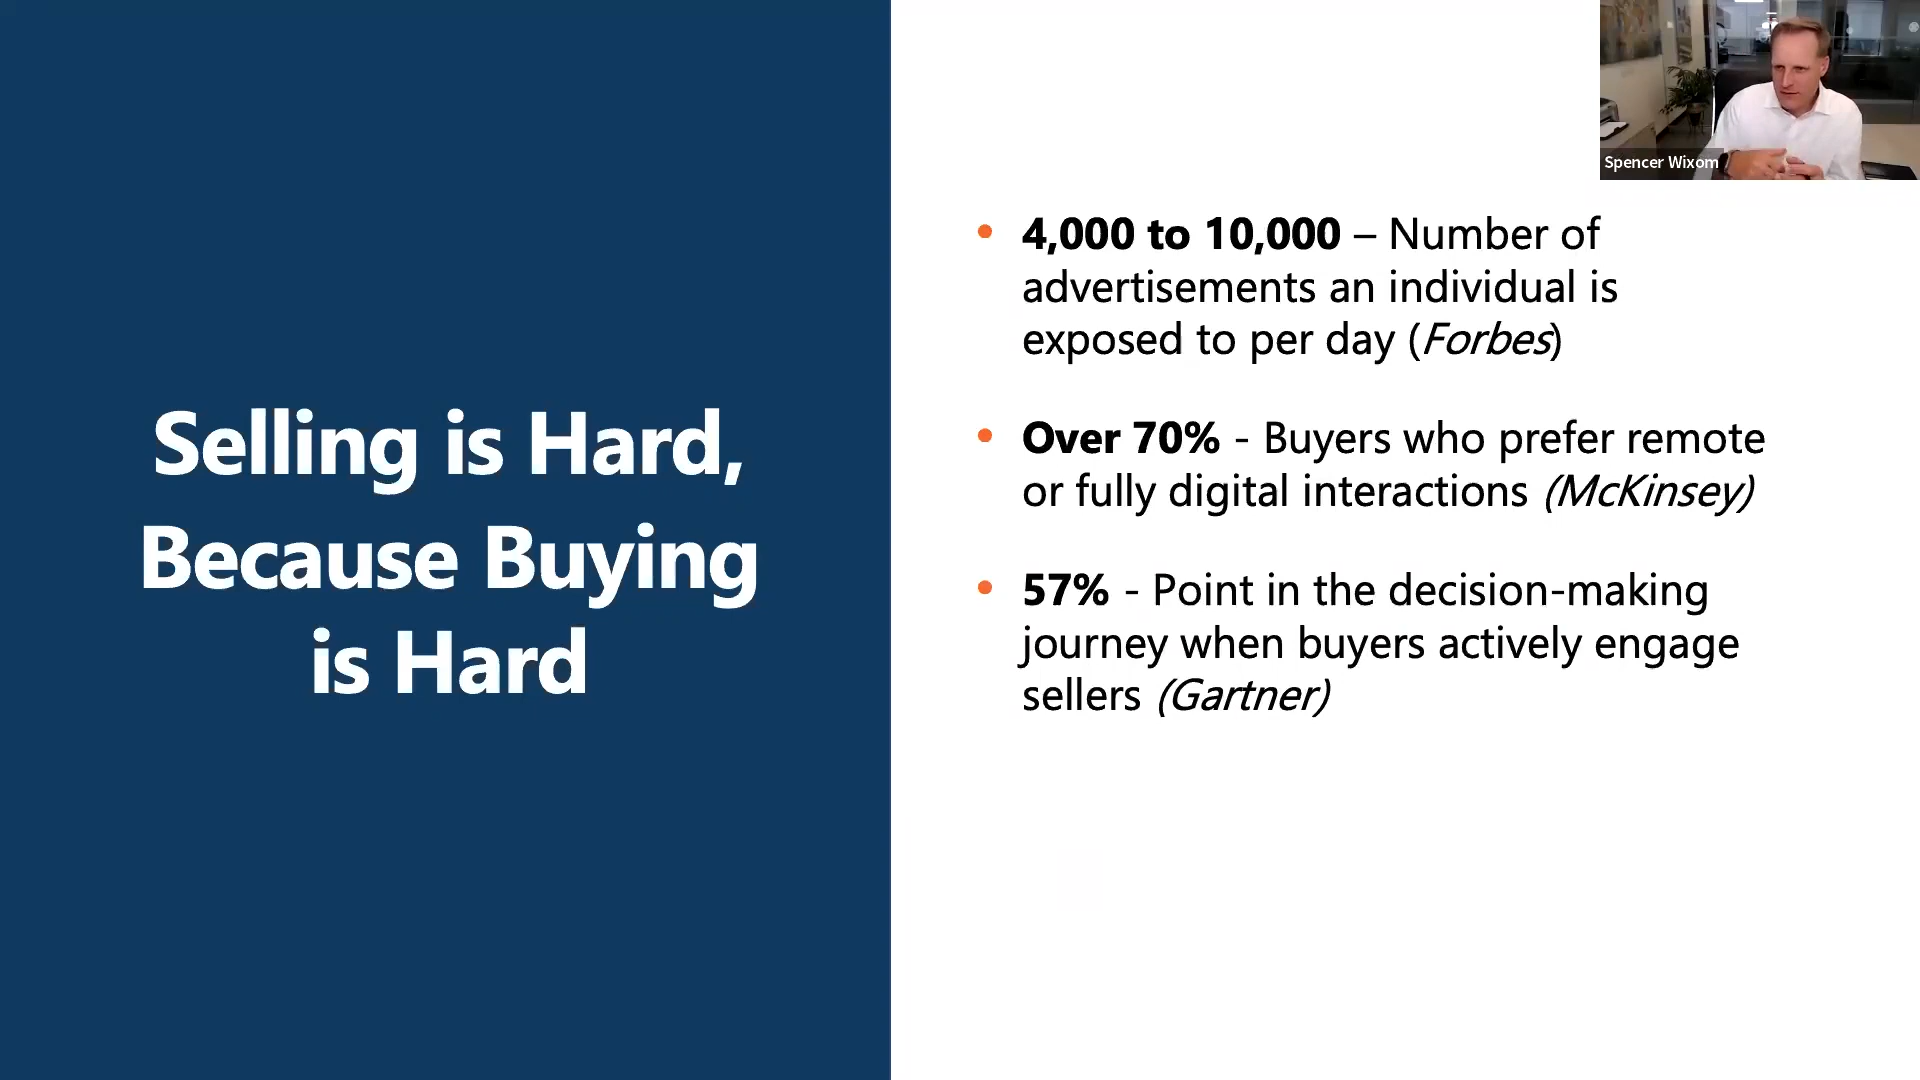 Selling is Hard,
Because Buying
is Hard
• 4,000 to 10,000 – Number of
advertisements an individual is
exposed to per day (Forbes)
• Over 70% - Buyers who prefer remote
or fully digital interactions (McKinsey)
• 57% - Point in the decision-making
journey when buyers actively engage
sellers (Gartner)
Spencer Wixom